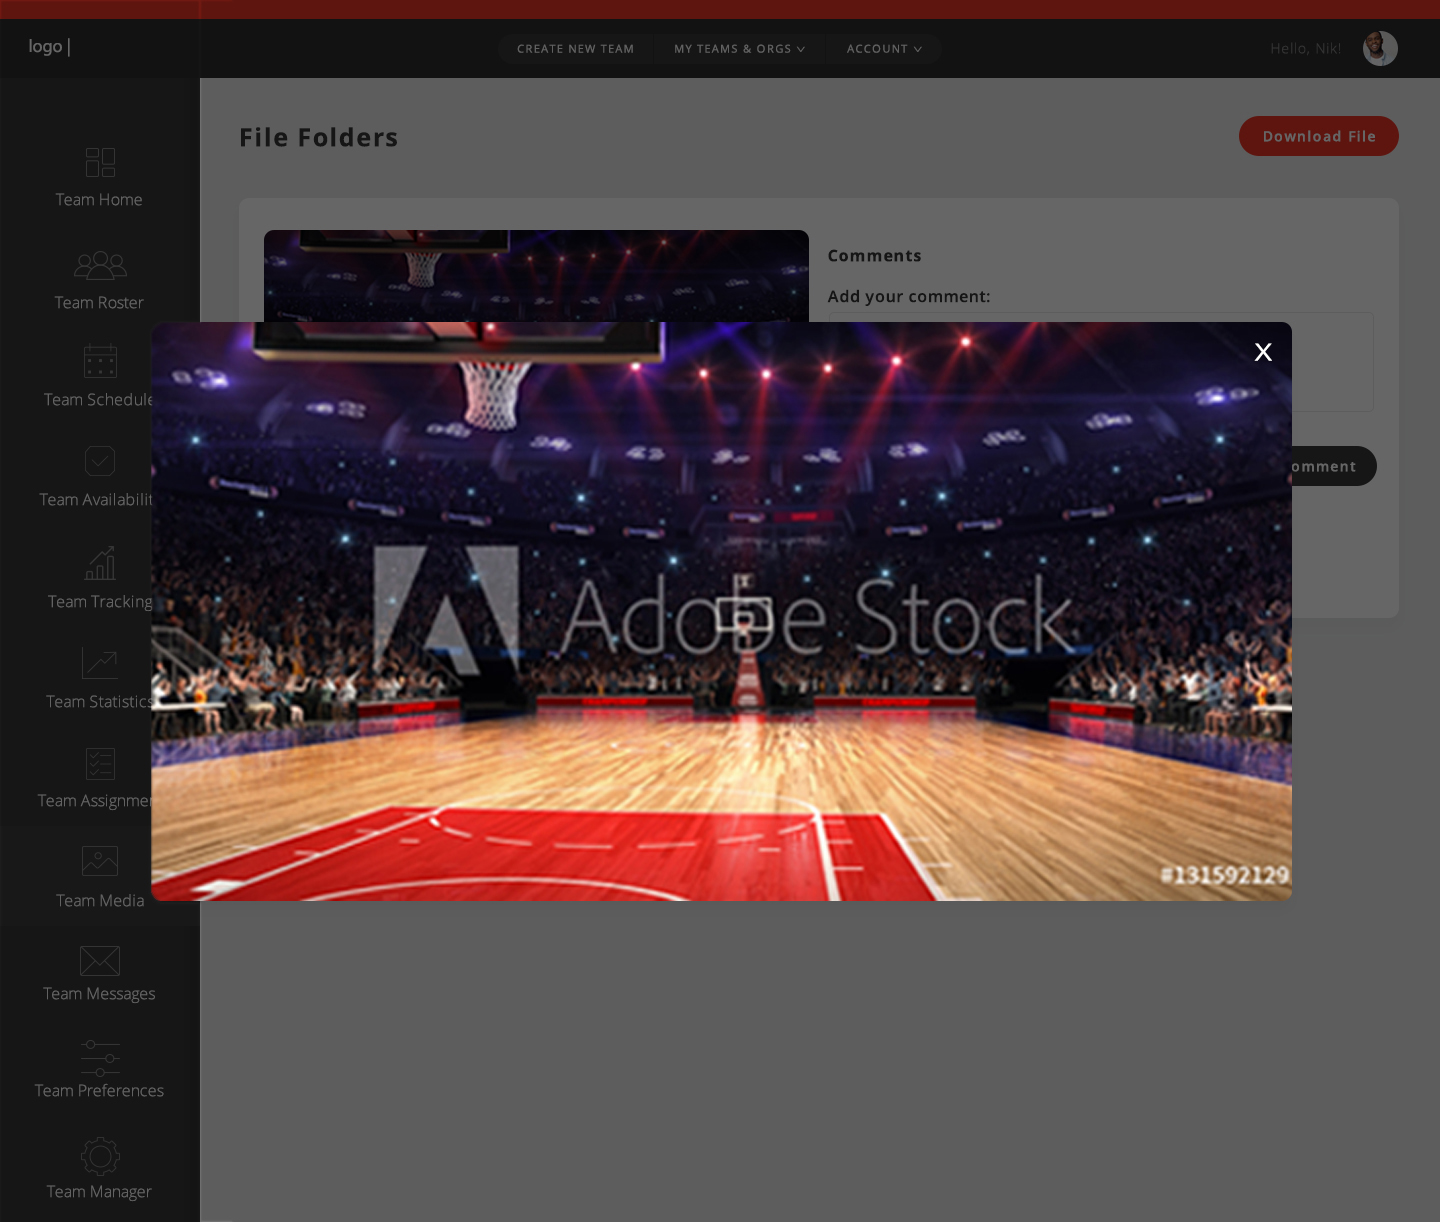 logo |
CREATE NEW TEAM
MY TEAMS & ORGS
ACCOUNT
Hello, Nik!
File Folders
Download File
Team Home
Team Roster
Team Schedule
Team Availabilit
Team Tracking
Team Statistics
Team Assignmen
Team Media
Team Messages
Team Preferences
Team Manager
Comments
Add your comment:
omment
X
Adobe Stock
#131592129